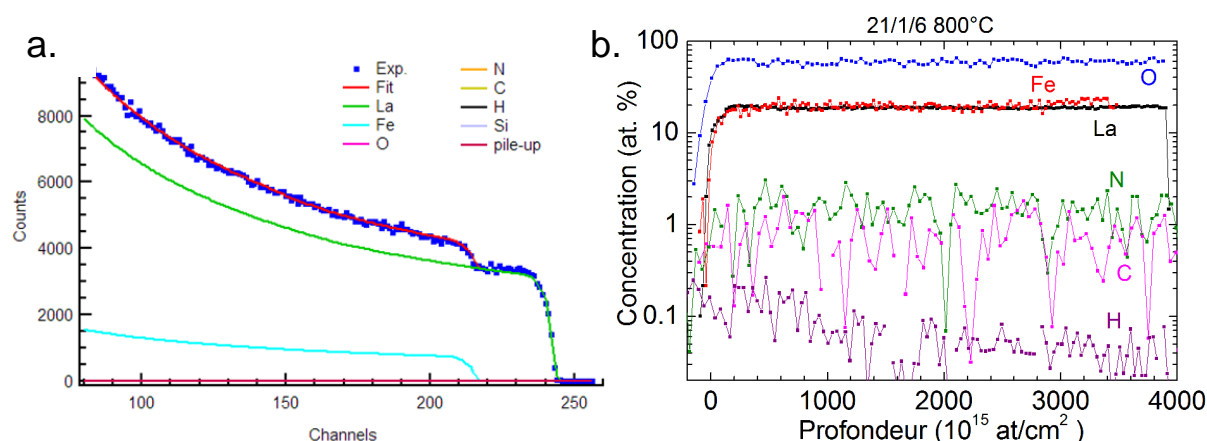 a.
Exp.
Fit
La
Fe
O
N
C
H
Si
pile-up
8000
6000
4000
2000
0
Counts
100
150
200
250
Channels
b.
21/1/6 800°C
100
10
1
0.1
Concentration (at. %)
O
Fe
La
N
C
H
0
1000
2000
3000
4000
Profondeur (10¹⁵ at/cm²)